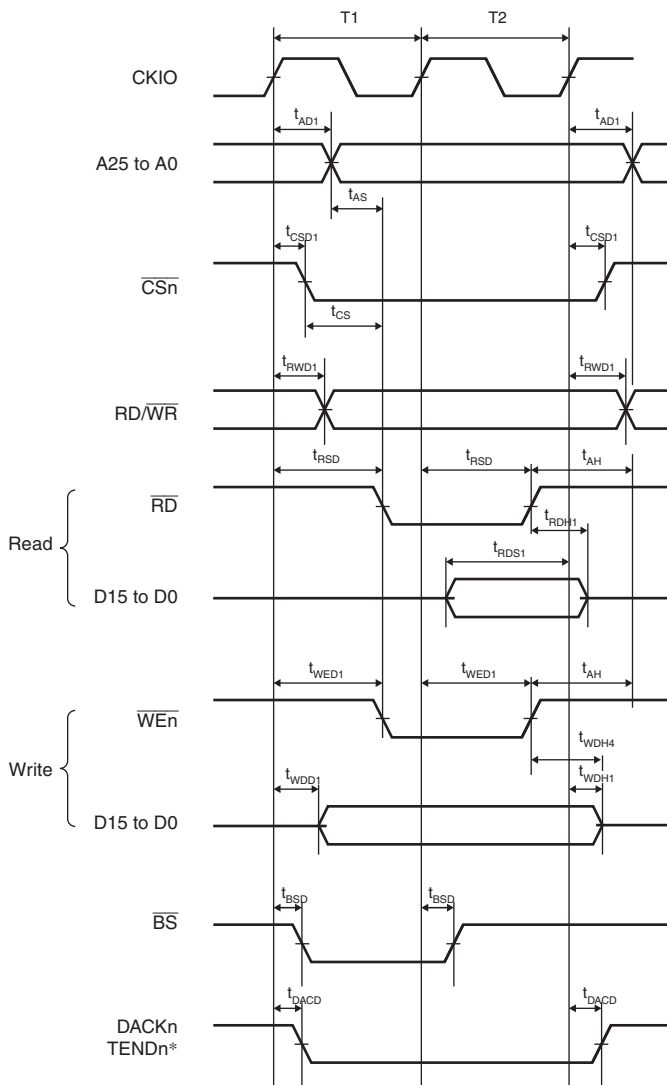 T1 T2
CKIO
tAD1 tAD1
A25 to A0
tAS
tCSD1 tCSD1
CSn
tCS
tRWD1 tRWD1
RD/WR
tRSD tRSD tAH
RD
tRDH1
Read
tRDS1
D15 to D0
tWED1 tWED1 tAH
WEn
tWDH4
Write
tWDD1 tWDH1
D15 to D0
tBSD tBSD
BS
tDACD tDACD
DACKn
TENDn*